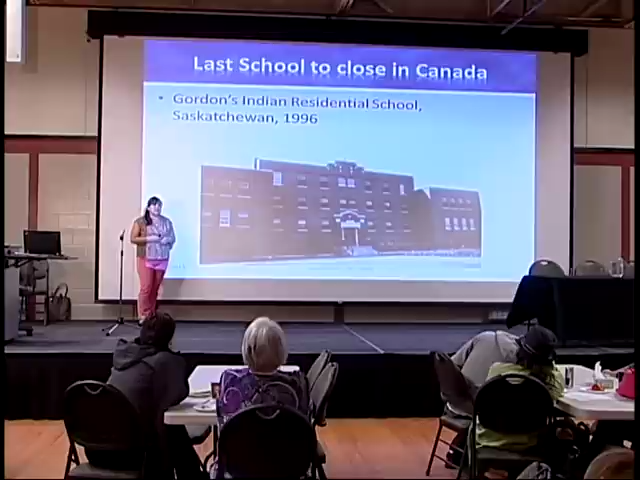 Last School to close in Canada
• Gordon's Indian Residential School,
Saskatchewan, 1996